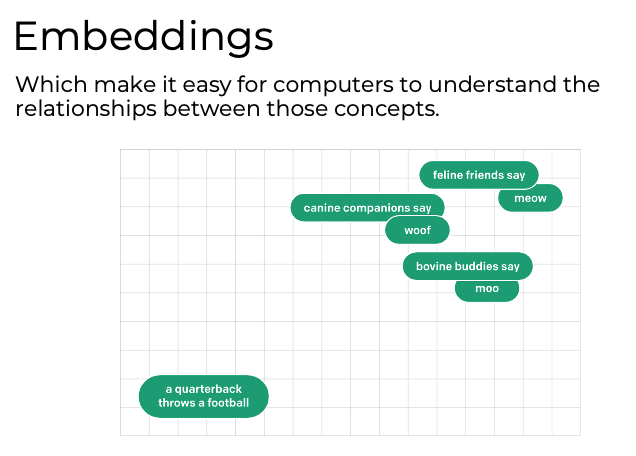 Embeddings
Which make it easy for computers to understand the
relationships between those concepts.
feline friends say
meow
canine companions say
woof
bovine buddies say
moo
a quarterback
throws a football